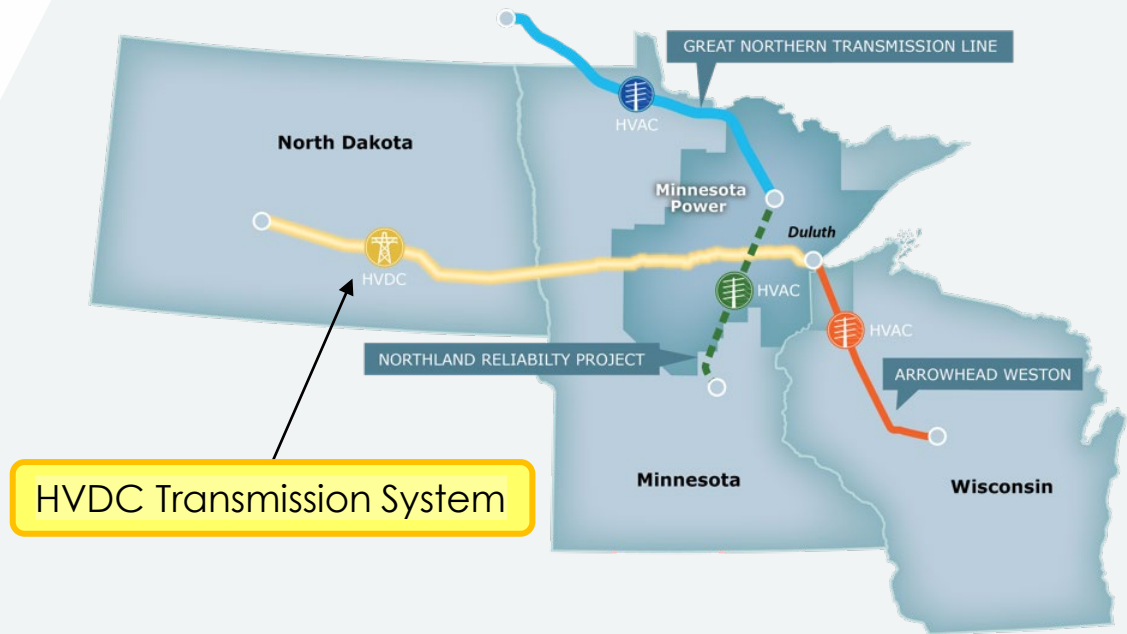 GREAT NORTHERN TRANSMISSION LINE
HVAC
North Dakota
Minnesota
Power
Duluth
HVDC
HVAC
HVAC
NORTHLAND RELIABILTY PROJECT
ARROWHEAD WESTON
HVDC Transmission System
Minnesota
Wisconsin